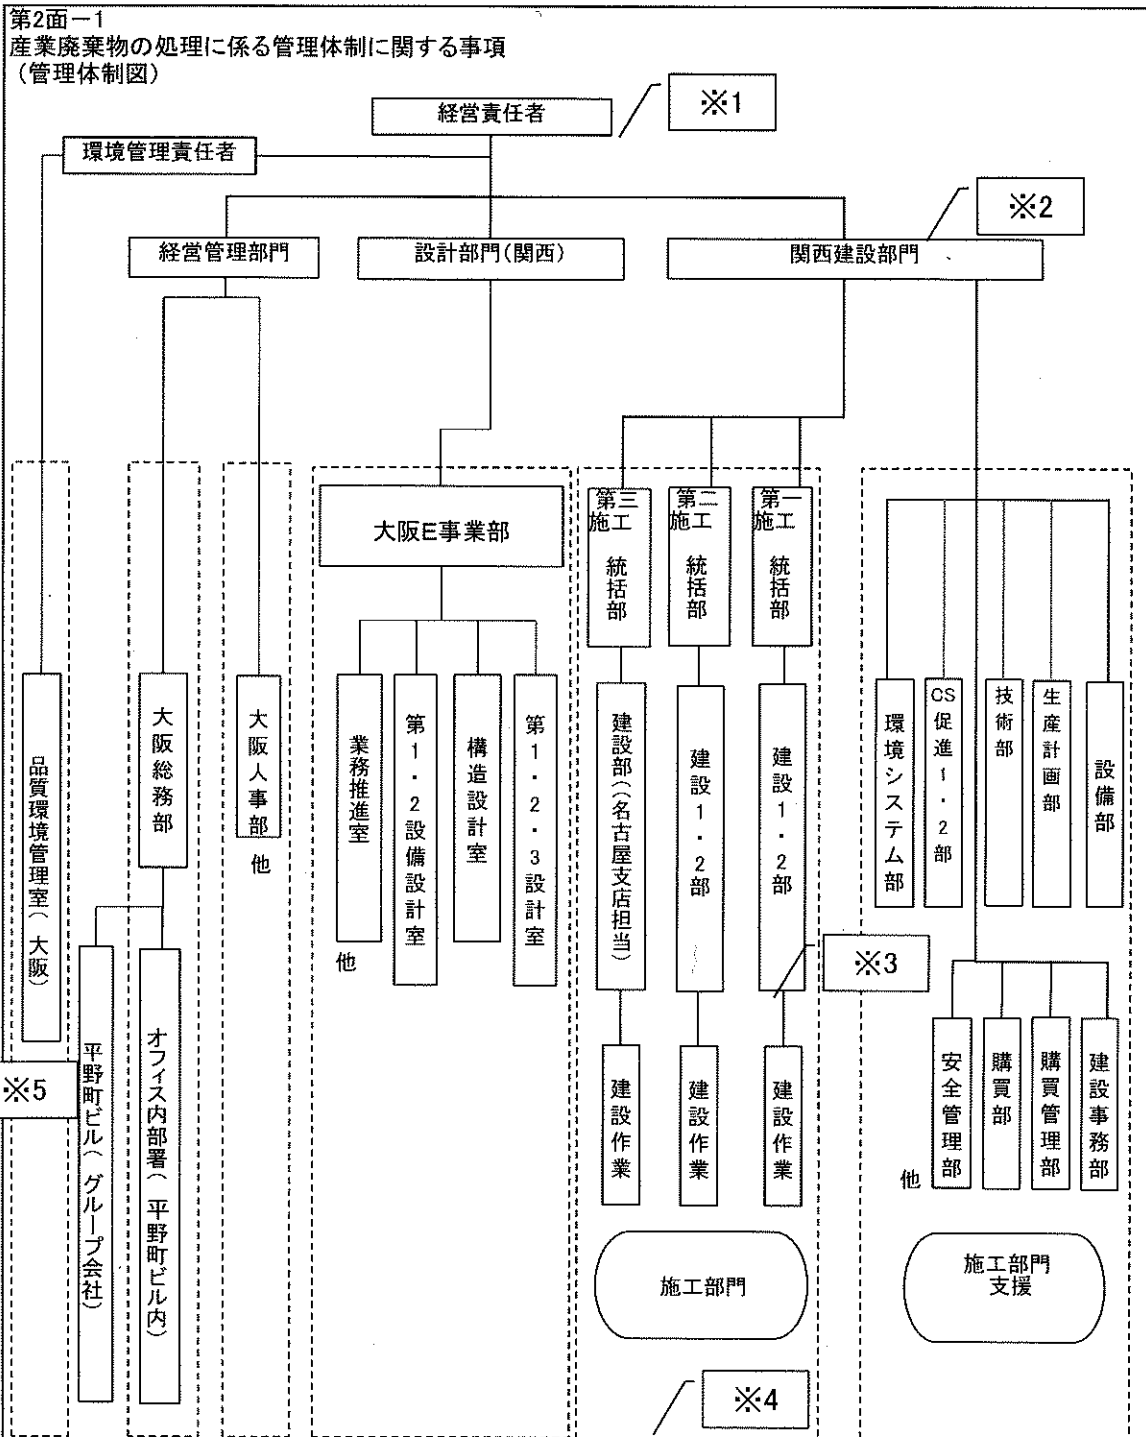 第2面－1
産業廃棄物の処理に係る管理体制に関する事項
（管理体制図）
経営責任者
※1
環境管理責任者
※2
経営管理部門
設計部門(関西)
関西建設部門
大阪E事業部
第三施工 統括部
第二施工 統括部
第一施工 統括部
品質環境管理室(大阪)
大阪総務部
大阪人事部
他
業務推進室
他
第1・2設備設計室
構造設計室
第1・2・3設計室
建設部(名古屋支店担当)
建設1・2部
建設1・2部
環境シズステム部
CS促進1・2部
技術部
生産計画部
設備部
※3
※5
平野町ビル(グループ会社)
オフィス内部署(平野町ビル内)
建設作業
建設作業
建設作業
他
安全管理部
購買部
購買管理部
建設事務部
施工部門
施工部門
支援
※4